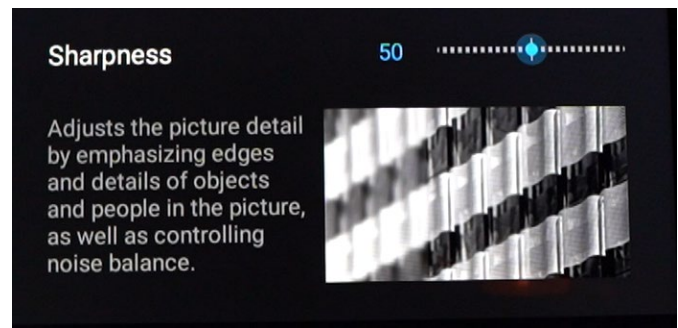 Sharpness 50
Adjusts the picture detail
by emphasizing edges
and details of objects
and people in the picture,
as well as controlling
noise balance.